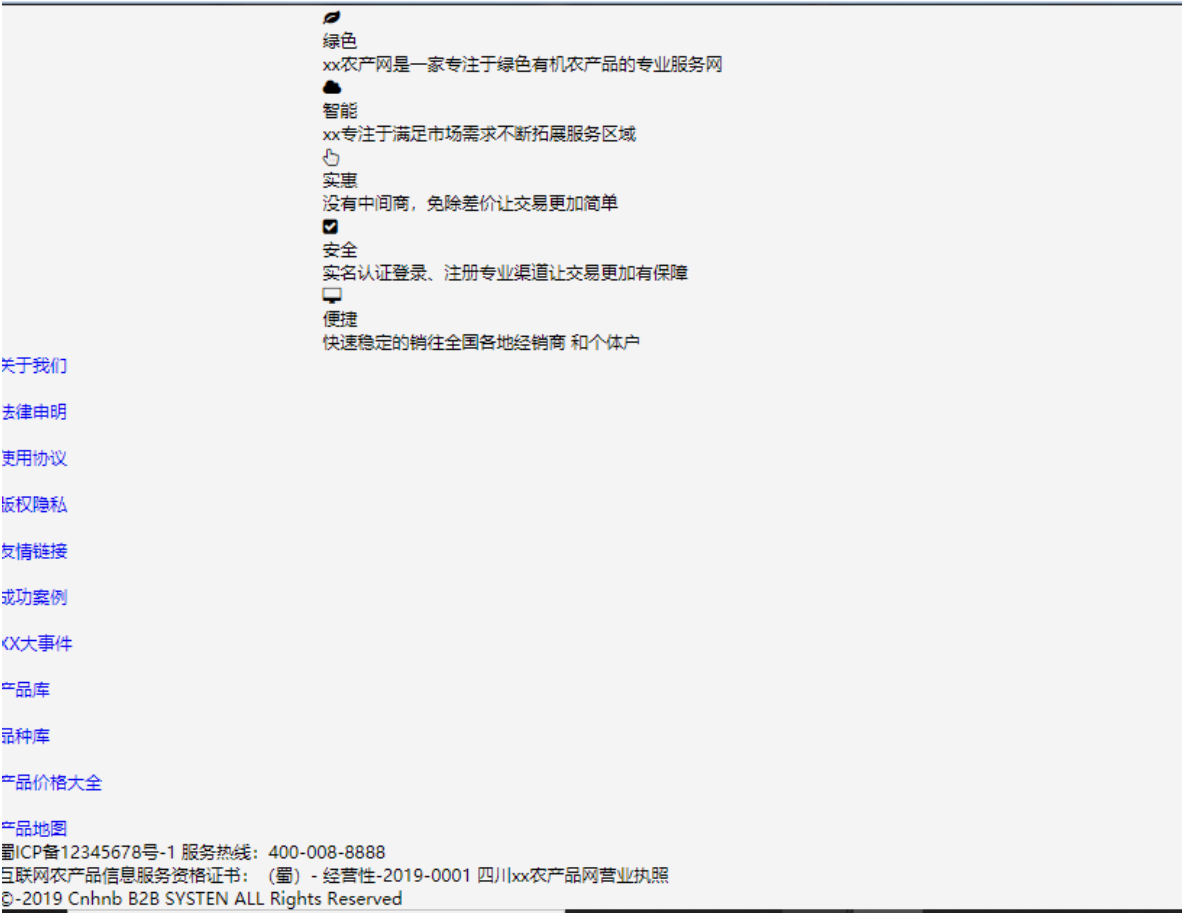 绿色
xx农产网是一家专注于绿色有机农产品的专业服务网
智能
xx专注于满足市场需求不断拓展服务区域
实惠
没有中间商，免除差价让交易更加简单
安全
实名认证登录、注册专业渠道让交易更加有保障
便捷
快速稳定的销往全国各地经销商 和个体户
关于我们
法律申明
使用协议
版权隐私
友情链接
成功案例
XX大事件
产品库
品种库
产品价格大全
产品地图
蜀ICP备12345678号-1 服务热线：400-008-8888
互联网农产品信息服务资格证书：（蜀）- 经营性-2019-0001 四川xx农产品网营业执照
©-2019 Cnhnb B2B SYSTEN ALL Rights Reserved